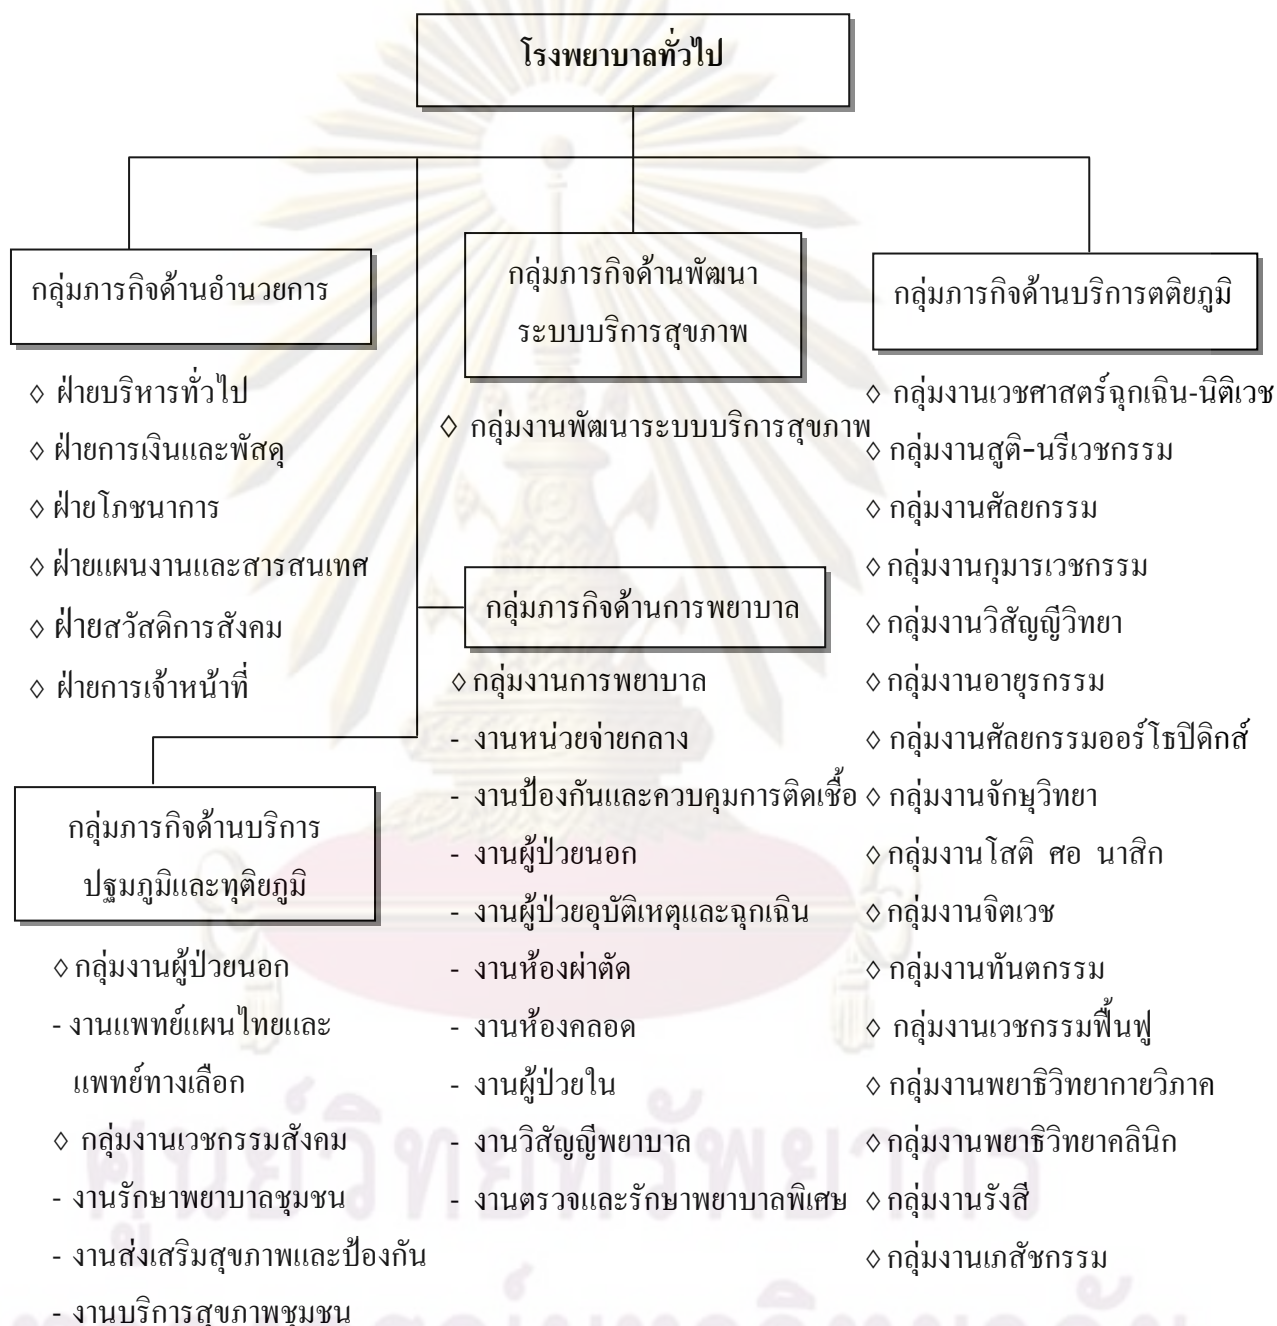 โรงพยาบาลทั่วไป
กลุ่มภารกิจด้านอำนวยการ
◊ ฝ่ายบริหารทั่วไป
◊ ฝ่ายการเงินและพัสดุ
◊ ฝ่ายโภชนาการ
◊ ฝ่ายแผนงานและสารสนเทศ
◊ ฝ่ายสวัสดิการสังคม
◊ ฝ่ายการเจ้าหน้าที่
กลุ่มภารกิจด้านบริการ
ปฐมภูมิและทุติยภูมิ
◊ กลุ่มงานผู้ป่วยนอก
- งานแพทย์แผนไทยและ
แพทย์ทางเลือก
◊ กลุ่มงานเวชกรรมสังคม
- งานรักษาพยาบาลชุมชน
- งานส่งเสริมสุขภาพและป้องกัน
- งานบริการสุขภาพชุมชน
กลุ่มภารกิจด้านพัฒนา
ระบบบริการสุขภาพ
◊ กลุ่มงานพัฒนาระบบบริการสุขภาพ
กลุ่มภารกิจด้านการพยาบาล
◊ กลุ่มงานการพยาบาล
- งานหน่วยจ่ายกลาง
- งานป้องกันและควบคุมการติดเชื้อ
- งานผู้ป่วยนอก
- งานผู้ป่วยอุบัติเหตุและฉุกเฉิน
- งานห้องผ่าตัด
- งานห้องคลอด
- งานผู้ป่วยใน
- งานวิสัญญีพยาบาล
- งานตรวจและรักษาพยาบาลพิเศษ
กลุ่มภารกิจด้านบริการตติยภูมิ
◊ กลุ่มงานเวชศาสตร์ฉุกเฉิน-นิติเวช
◊ กลุ่มงานสูติ-นรีเวชกรรม
◊ กลุ่มงานศัลยกรรม
◊ กลุ่มงานกุมารเวชกรรม
◊ กลุ่มงานวิสัญญีวิทยา
◊ กลุ่มงานอายุรกรรม
◊ กลุ่มงานศัลยกรรมออร์โธปิดิกส์
◊ กลุ่มงานจักษุวิทยา
◊ กลุ่มงานโสต ศอ นาสิก
◊ กลุ่มงานจิตเวช
◊ กลุ่มงานทันตกรรม
◊ กลุ่มงานเวชกรรมฟื้นฟู
◊ กลุ่มงานพยาธิวิทยากายวิภาค
◊ กลุ่มงานพยาธิวิทยาคลินิก
◊ กลุ่มงานรังสี
◊ กลุ่มงานเภสัชกรรม
ศูนย์วิทยทรัพยากร